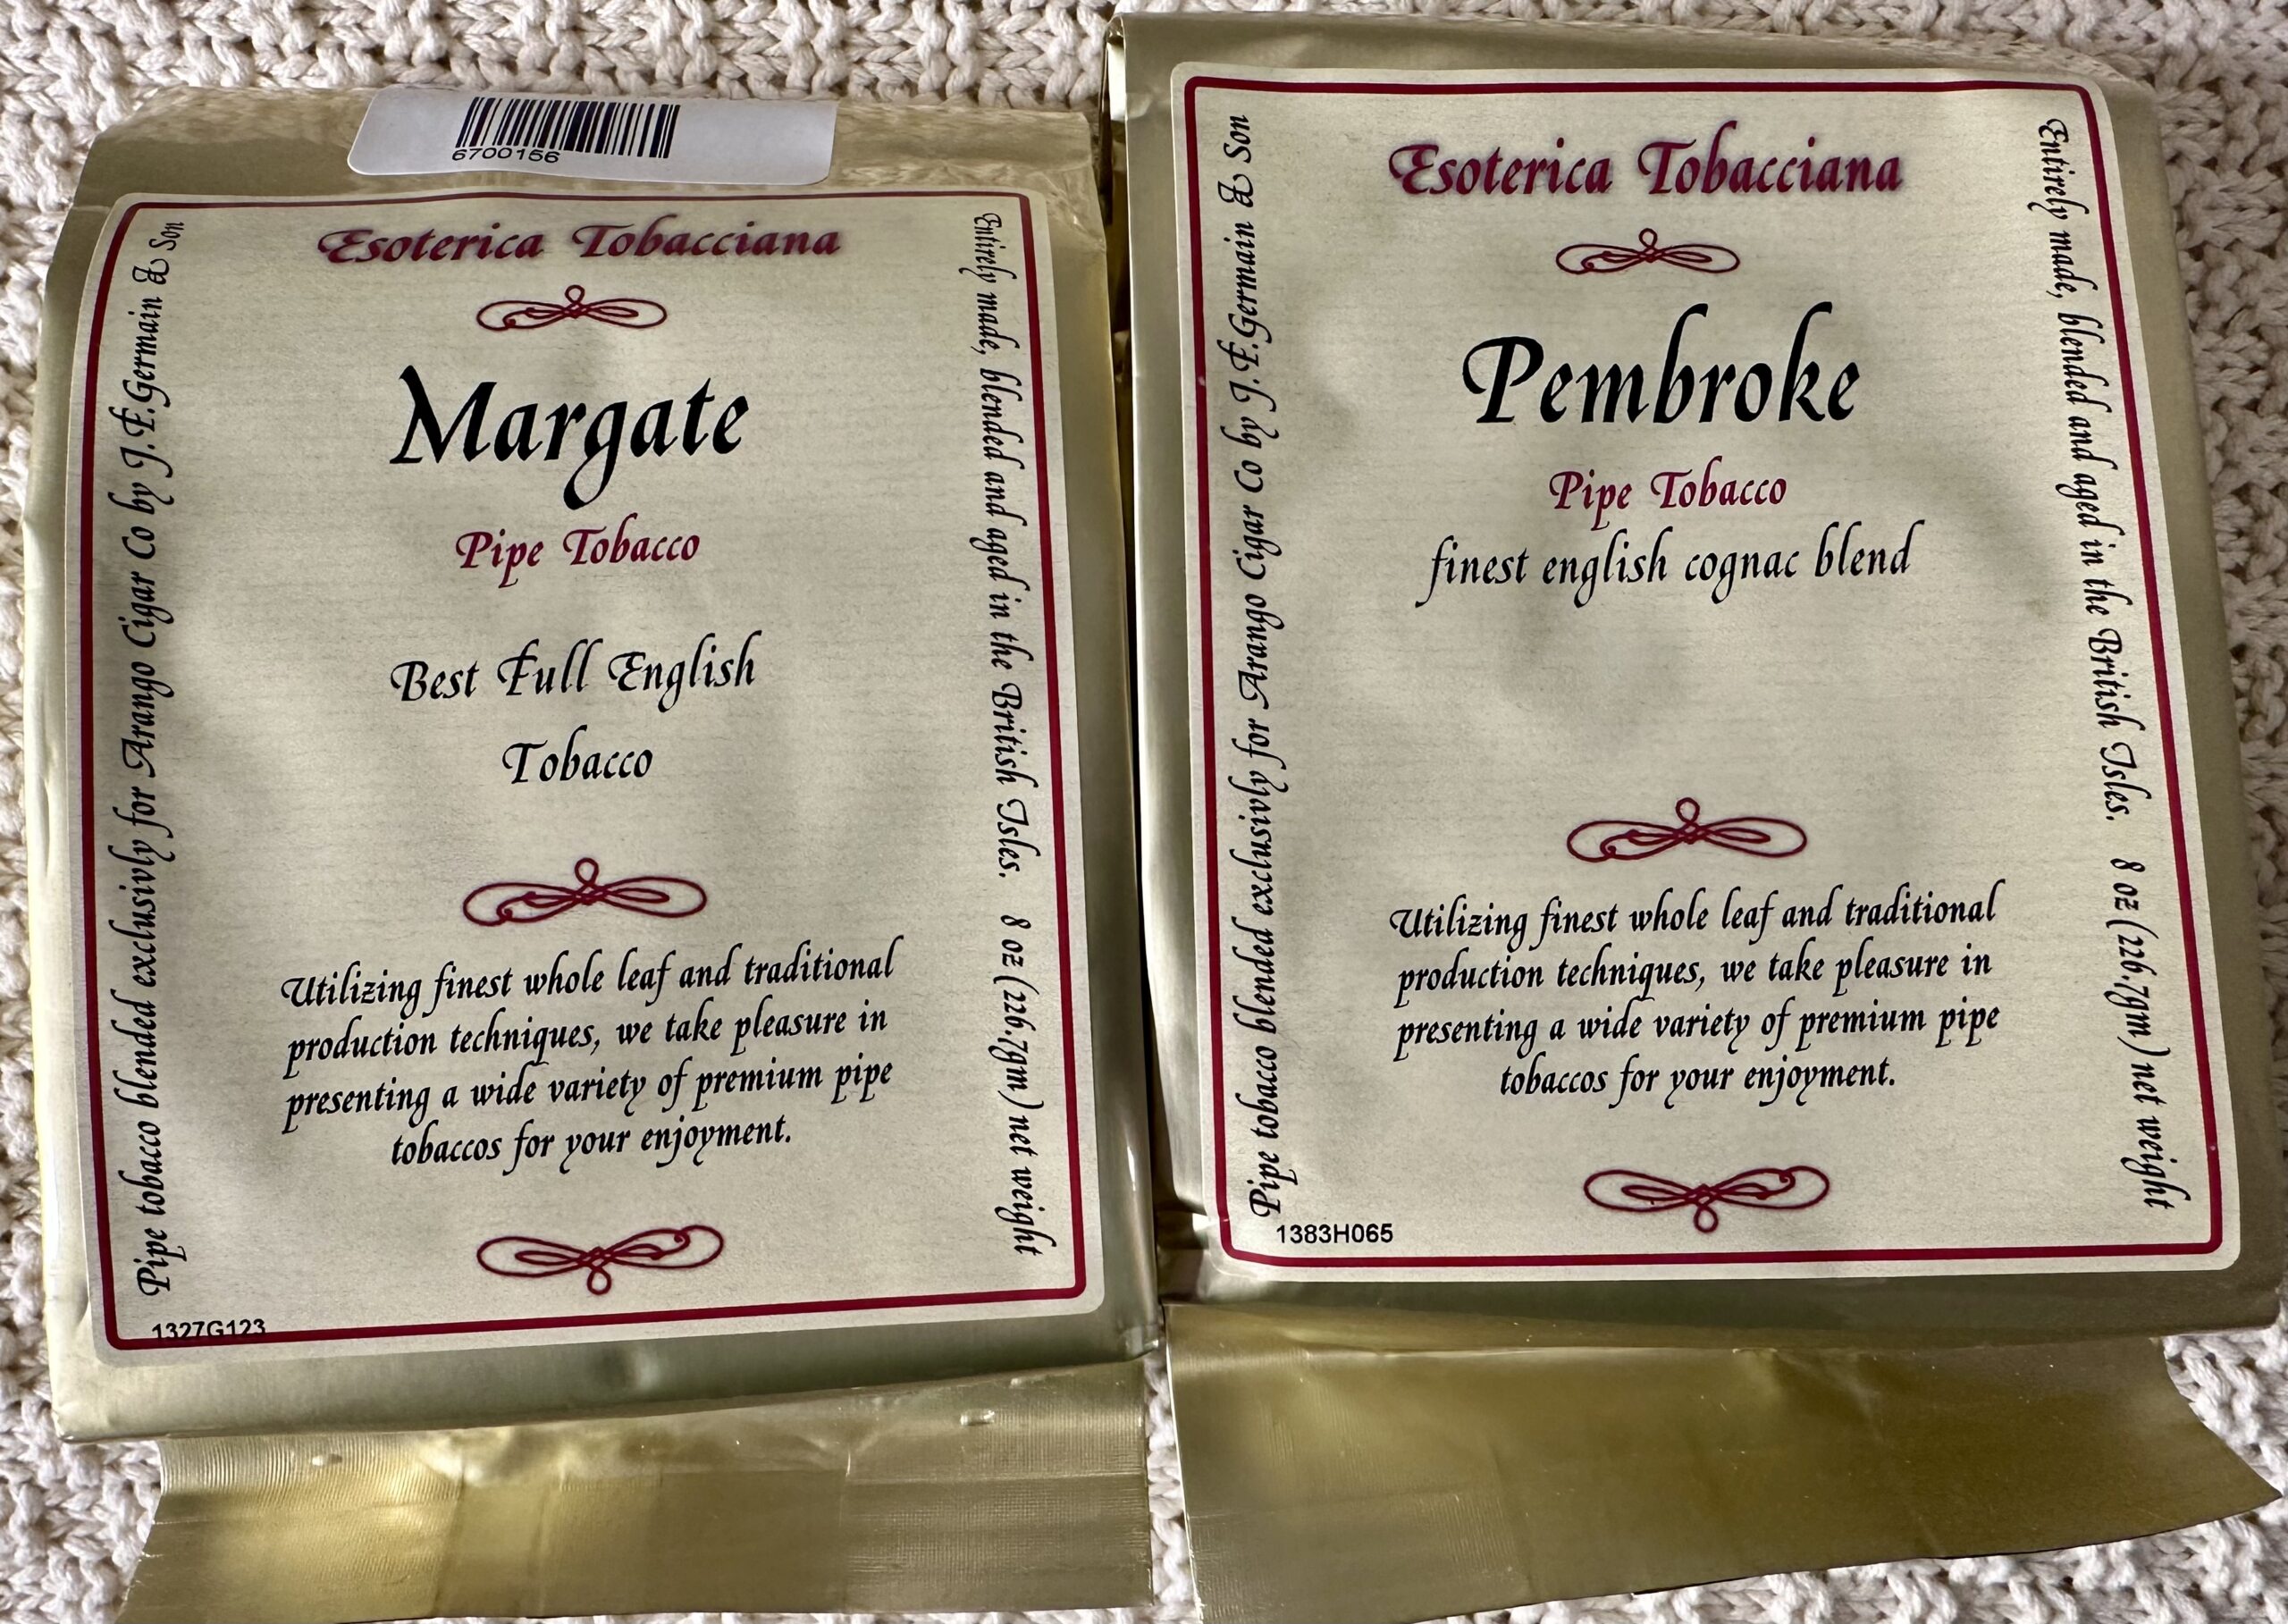 6700156
Esoterica Tobacciana
Margate
Pipe Tobacco
Best Full English
Tobacco
Utilizing finest whole leaf and traditional
production techniques, we take pleasure in
presenting a wide variety of premium pipe
tobaccos for your enjoyment.
Pipe tobacco blended exclusivly for Arango Cigar Co by J.F.Germain & Son
Entirely made, blended and aged in the British Isles. 8 oz (226,79gm) net weight
1327G123
Esoterica Tobacciana
Pembroke
Pipe Tobacco
finest english cognac blend
Utilizing finest whole leaf and traditional
production techniques, we take pleasure in
presenting a wide variety of premium pipe
tobaccos for your enjoyment.
Pipe tobacco blended exclusivly for Arango Cigar Co by J.F.Germain & Son
Entirely made, blended and aged in the British Isles. 8 oz (226,79gm) net weight
1383H065